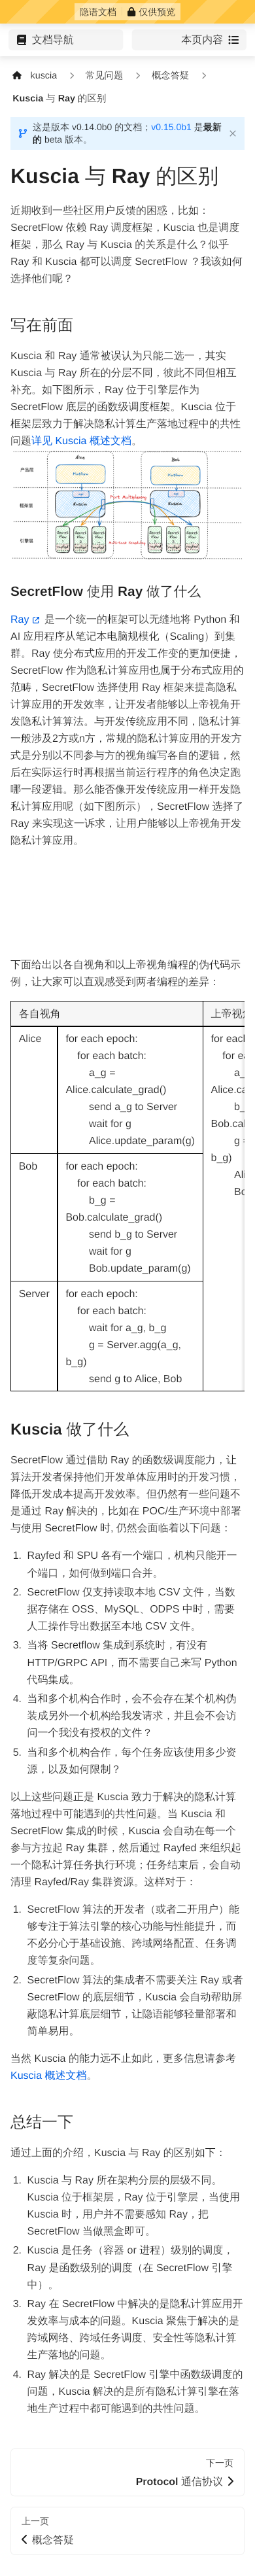 隐语文档 仅供预览
文档导航 本页内容
kuscia > 常见问题 > 概念答疑 >
Kuscia 与 Ray 的区别
这是版本 v0.14.0b0 的文档；v0.15.0b1 是最新
的 beta 版本。
Kuscia 与 Ray 的区别
近期收到一些社区用户反馈的困惑，比如：
SecretFlow 依赖 Ray 调度框架，Kuscia 也是调度
框架，那么 Ray 与 Kuscia 的关系是什么？似乎
Ray 和 Kuscia 都可以调度 SecretFlow ？我该如何
选择他们呢？
写在前面
Kuscia 和 Ray 通常被误认为只能二选一，其实
Kuscia 与 Ray 所在的分层不同，彼此不同但相互
补充。如下图所示，Ray 位于引擎层作为
SecretFlow 底层的函数级调度框架。Kuscia 位于
框架层致力于解决隐私计算生产落地过程中的共性
问题详见 Kuscia 概述文档。
Alice Bob
产品层
Platform Platform
框架层
Kuscia Kuscia
Port Multiplexing
引擎层
SecretFlow 使用 Ray 做了什么
Ray 是一个统一的框架可以无缝地将 Python 和
AI 应用程序从笔记本电脑规模化（Scaling）到集
群。Ray 使分布式应用的开发工作变的更加便捷，
SecretFlow 作为隐私计算应用也属于分布式应用的
范畴，SecretFlow 选择使用 Ray 框架来提高隐私
计算应用的开发效率，让开发者能够以上帝视角开
发隐私计算算法。与开发传统应用不同，隐私计算
一般涉及2方或n方，常规的隐私计算应用的开发方
式是分别以不同参与方的视角编写各自的逻辑，然
后在实际运行时再根据当前运行程序的角色决定跑
哪一段逻辑。那么能否像开发传统应用一样开发隐
私计算应用呢（如下图所示），SecretFlow 选择了
Ray 来实现这一诉求，让用户能够以上帝视角开发
隐私计算应用。
下面给出以各自视角和以上帝视角编程的伪代码示
例，让大家可以直观感受到两者编程的差异：
各自视角 上帝视角
Alice for each epoch: for eac
for each batch: for ea
a_g = a_
Alice.calculate_grad() Alice.ca
send a_g to Server b_
wait for g Bob.cal
Alice.update_param(g) g =
Bob for each epoch: b_g)
for each batch: Ali
b_g = Bo
Bob.calculate_grad()
send b_g to Server
wait for g
Bob.update_param(g)
Server for each epoch:
for each batch:
wait for a_g, b_g
g = Server.agg(a_g,
b_g)
send g to Alice, Bob
Kuscia 做了什么
SecretFlow 通过借助 Ray 的函数级调度能力，让
算法开发者保持他们开发单体应用时的开发习惯，
降低开发成本提高开发效率。但仍然有一些问题不
是通过 Ray 解决的，比如在 POC/生产环境中部署
与使用 SecretFlow 时, 仍然会面临着以下问题：
1. Rayfed 和 SPU 各有一个端口，机构只能开一
个端口，如何做到端口合并。
2. SecretFlow 仅支持读取本地 CSV 文件，当数
据存储在 OSS、MySQL、ODPS 中时，需要
人工操作导出数据至本地 CSV 文件。
3. 当将 Secretflow 集成到系统时，有没有
HTTP/GRPC API，而不需要自己来写 Python
代码集成。
4. 当和多个机构合作时，会不会存在某个机构伪
装成另外一个机构给我发请求，并且会不会访
问一个我没有授权的文件？
5. 当和多个机构合作，每个任务应该使用多少资
源，以及如何限制？
以上这些问题正是 Kuscia 致力于解决的隐私计算
落地过程中可能遇到的共性问题。当 Kuscia 和
SecretFlow 集成的时候，Kuscia 会自动在每一个
参与方拉起 Ray 集群，然后通过 Rayfed 来组织起
一个隐私计算任务执行环境；任务结束后，会自动
清理 Rayfed/Ray 集群资源。这样对于：
1. SecretFlow 算法的开发者（或者二开用户）能
够专注于算法引擎的核心功能与性能提升，而
不必分心于基础设施、跨域网络配置、任务调
度等复杂问题。
2. SecretFlow 算法的集成者不需要关注 Ray 或者
SecretFlow 的底层细节，Kuscia 会自动帮助屏
蔽隐私计算底层细节，让隐语能够轻量部署和
简单易用。
当然 Kuscia 的能力远不止如此，更多信息请参考
Kuscia 概述文档。
总结一下
通过上面的介绍，Kuscia 与 Ray 的区别如下：
1. Kuscia 与 Ray 所在架构分层的层级不同。
Kuscia 位于框架层，Ray 位于引擎层，当使用
Kuscia 时，用户并不需要感知 Ray，把
SecretFlow 当做黑盒即可。
2. Kuscia 是任务（容器 or 进程）级别的调度，
Ray 是函数级别的调度（在 SecretFlow 引擎
中）。
3. Ray 在 SecretFlow 中解决的是隐私计算应用开
发效率与成本的问题。Kuscia 聚焦于解决的是
跨域网络、跨域任务调度、安全性等隐私计算
生产落地的问题。
4. Ray 解决的是 SecretFlow 引擎中函数级调度的
问题，Kuscia 解决的是所有隐私计算引擎在落
地生产过程中都可能遇到的共性问题。
下一页
Protocol 通信协议
上一页
概念答疑